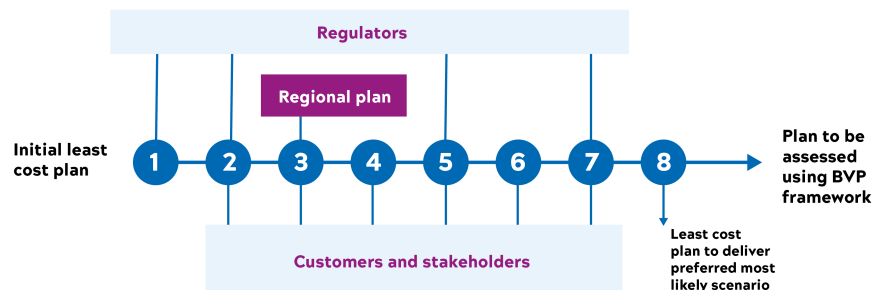 Regulators
Regional plan
Initial least
cost plan
1 2 3 4 5 6 7 8
Plan to be
assessed
using BVP
framework
Customers and stakeholders
Least cost
plan to deliver
preferred most
likely scenario